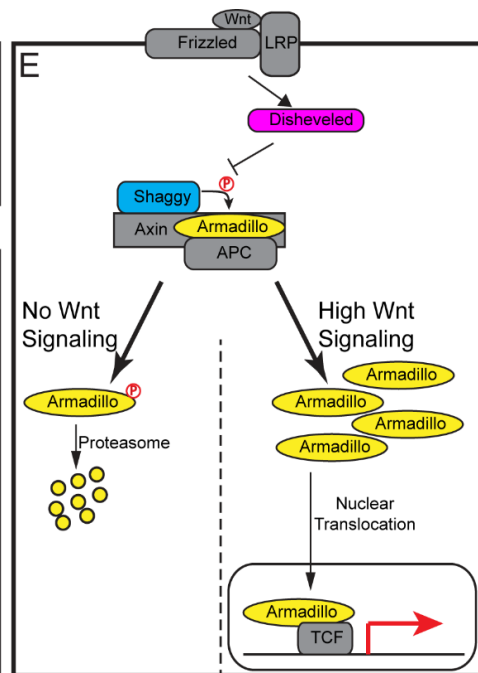 E
Wnt
Frizzled
LRP
Disheveled
P
Shaggy
Axin
Armadillo
APC
No Wnt
Signaling
High Wnt
Signaling
Armadillo
P
Proteasome
Armadillo
Armadillo
Armadillo
Armadillo
Nuclear
Translocation
Armadillo
TCF